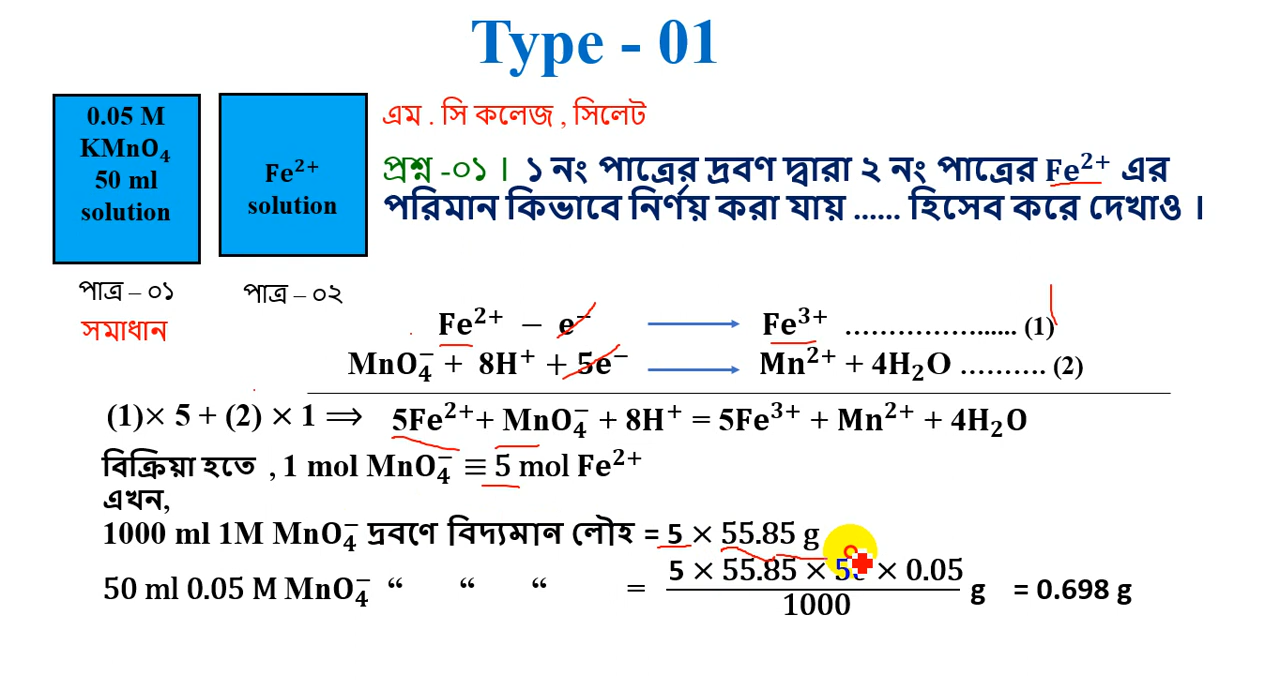 Type - 01
0.05 M
KMnO₄
50 ml
solution
Fe²⁺
solution
এম . সি কলেজ , সিলেট
প্রশ্ন -০১ । ১ নং পাত্রের দ্রবণ দ্বারা ২ নং পাত্রের Fe²⁺ এর
পরিমান কিভাবে নির্ণয় করা যায় ...... হিসেব করে দেখাও ।
পাত্র – ০১
পাত্র – ০২
সমাধান
Fe²⁺ − e⁻ ⟶ Fe³⁺ ...................... (1)
MnO₄⁻ + 8H⁺ + 5e⁻ ⟶ Mn²⁺ + 4H₂O .......... (2)
(1)× 5 + (2) × 1 ⟹ 5Fe²⁺+ MnO₄⁻ + 8H⁺ = 5Fe³⁺ + Mn²⁺ + 4H₂O
বিক্রিয়া হতে , 1 mol MnO₄⁻ ≡ 5 mol Fe²⁺
এখন,
1000 ml 1M MnO₄⁻ দ্রবণে বিদ্যমান লৌহ = 5 × 55.85 g
50 ml 0.05 M MnO₄⁻ “ “ “ = 5 × 55.85 × × 0.05 / 1000 g = 0.698 g